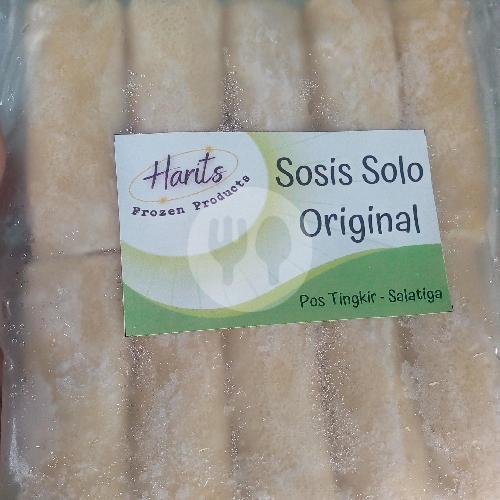 Harits
Frozen Products
Sosis Solo
Original
Pos Tingkir - Salatiga